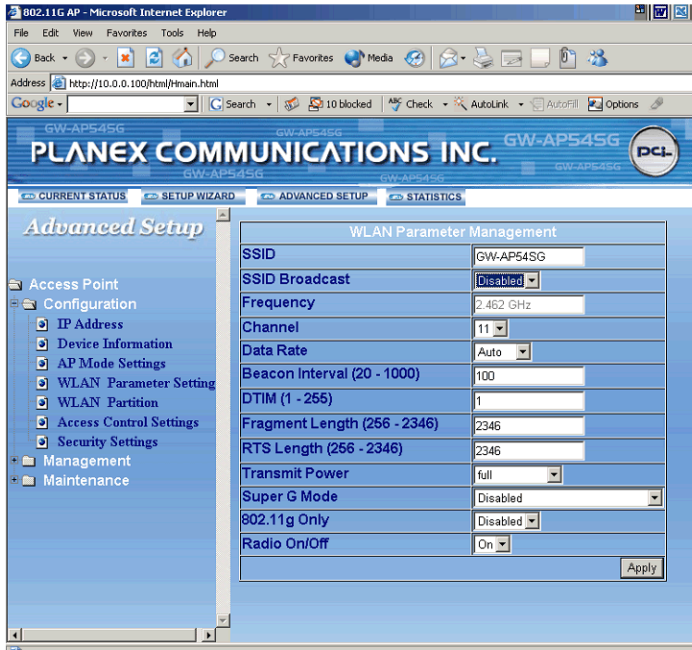 802.11G AP - Microsoft Internet Explorer
File Edit View Favorites Tools Help
Back Search Favorites Media
Address http://10.0.0.100/html/Hmain.html
Google Search 10 blocked Check AutoLink AutoFill Options
GW-AP54SG GW-AP54SG GW-AP54SG
PLANEX COMMUNICATIONS INC. PCI
GW-AP54SG GW-AP54SG GW-AP54SG
CURRENT STATUS SETUP WIZARD ADVANCED SETUP STATISTICS
Advanced Setup
Access Point
Configuration
IP Address
Device Information
AP Mode Settings
WLAN Parameter Setting
WLAN Partition
Access Control Settings
Security Settings
Management
Maintenance
WLAN Parameter Management
SSID GW-AP54SG
SSID Broadcast Disabled
Frequency 2.462 GHz
Channel 11
Data Rate Auto
Beacon Interval (20 - 1000) 100
DTIM (1 - 255) 1
Fragment Length (256 - 2346) 2346
RTS Length (256 - 2346) 2346
Transmit Power full
Super G Mode Disabled
802.11g Only Disabled
Radio On/Off On
Apply